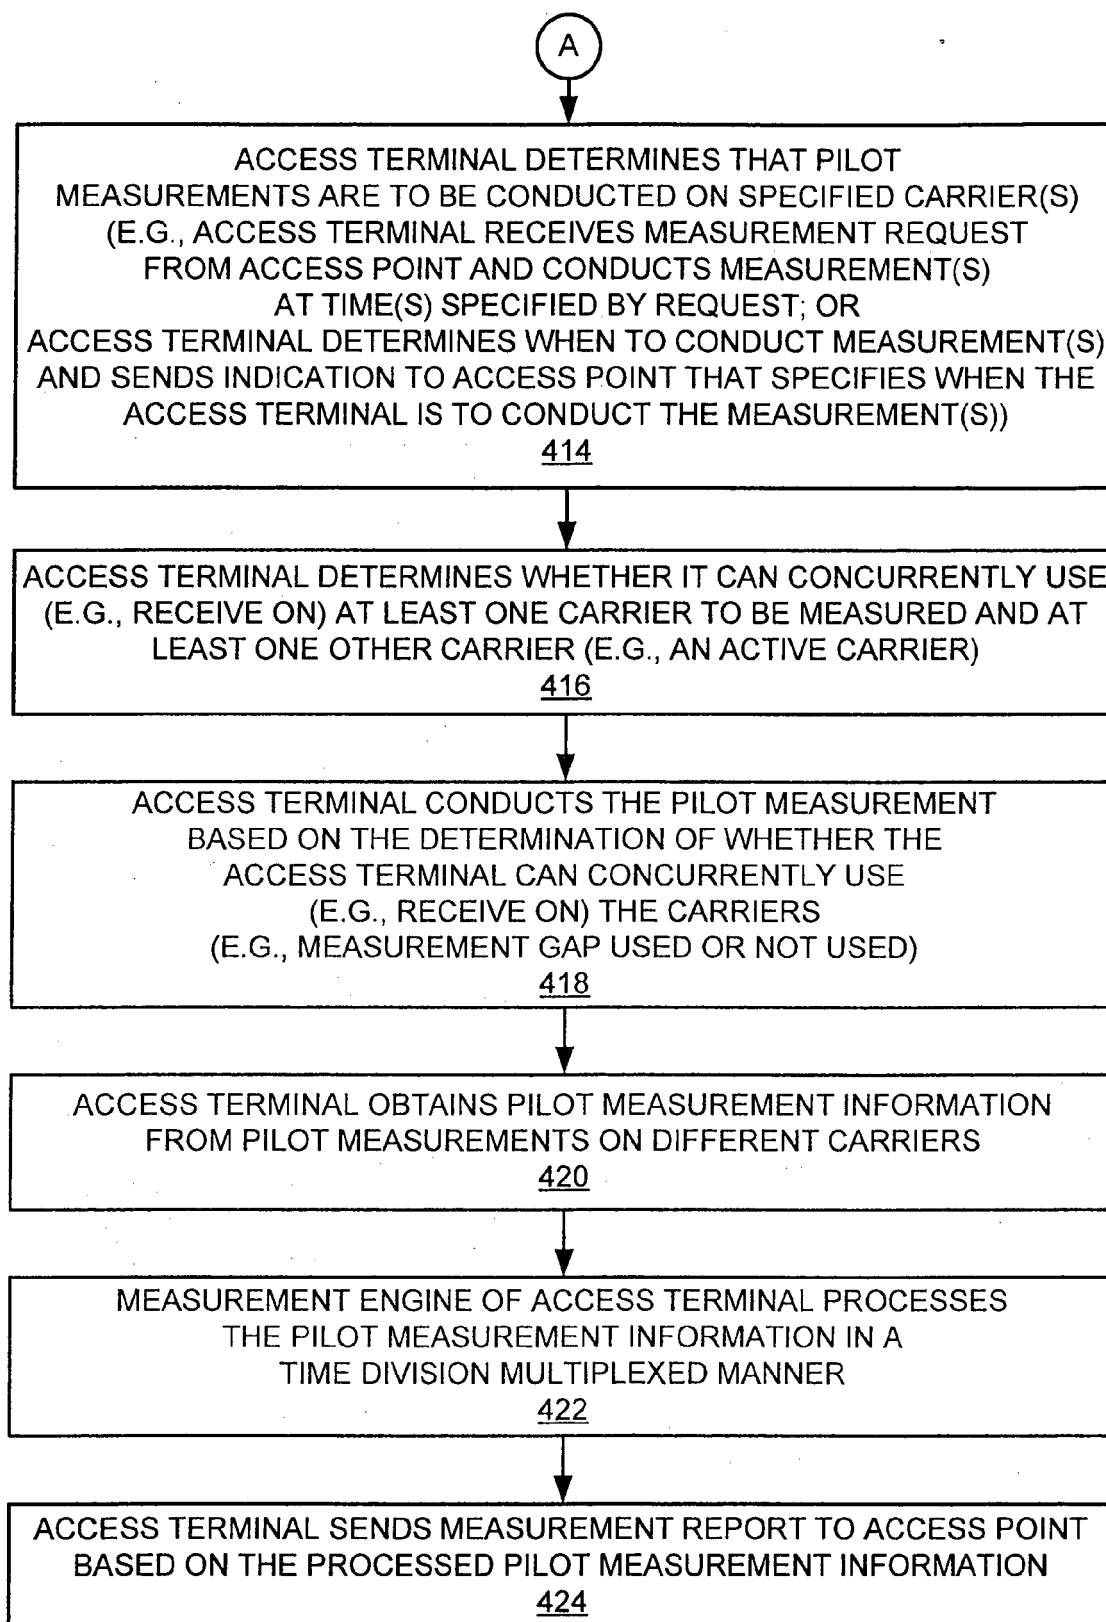 A
ACCESS TERMINAL DETERMINES THAT PILOT
MEASUREMENTS ARE TO BE CONDUCTED ON SPECIFIED CARRIER(S)
(E.G., ACCESS TERMINAL RECEIVES MEASUREMENT REQUEST
FROM ACCESS POINT AND CONDUCTS MEASUREMENT(S)
AT TIME(S) SPECIFIED BY REQUEST; OR
ACCESS TERMINAL DETERMINES WHEN TO CONDUCT MEASUREMENT(S)
AND SENDS INDICATION TO ACCESS POINT THAT SPECIFIES WHEN THE
ACCESS TERMINAL IS TO CONDUCT THE MEASUREMENT(S))
414
ACCESS TERMINAL DETERMINES WHETHER IT CAN CONCURRENTLY USE
(E.G., RECEIVE ON) AT LEAST ONE CARRIER TO BE MEASURED AND AT
LEAST ONE OTHER CARRIER (E.G., AN ACTIVE CARRIER)
416
ACCESS TERMINAL CONDUCTS THE PILOT MEASUREMENT
BASED ON THE DETERMINATION OF WHETHER THE
ACCESS TERMINAL CAN CONCURRENTLY USE
(E.G., RECEIVE ON) THE CARRIERS
(E.G., MEASUREMENT GAP USED OR NOT USED)
418
ACCESS TERMINAL OBTAINS PILOT MEASUREMENT INFORMATION
FROM PILOT MEASUREMENTS ON DIFFERENT CARRIERS
420
MEASUREMENT ENGINE OF ACCESS TERMINAL PROCESSES
THE PILOT MEASUREMENT INFORMATION IN A
TIME DIVISION MULTIPLEXED MANNER
422
ACCESS TERMINAL SENDS MEASUREMENT REPORT TO ACCESS POINT
BASED ON THE PROCESSED PILOT MEASUREMENT INFORMATION
424